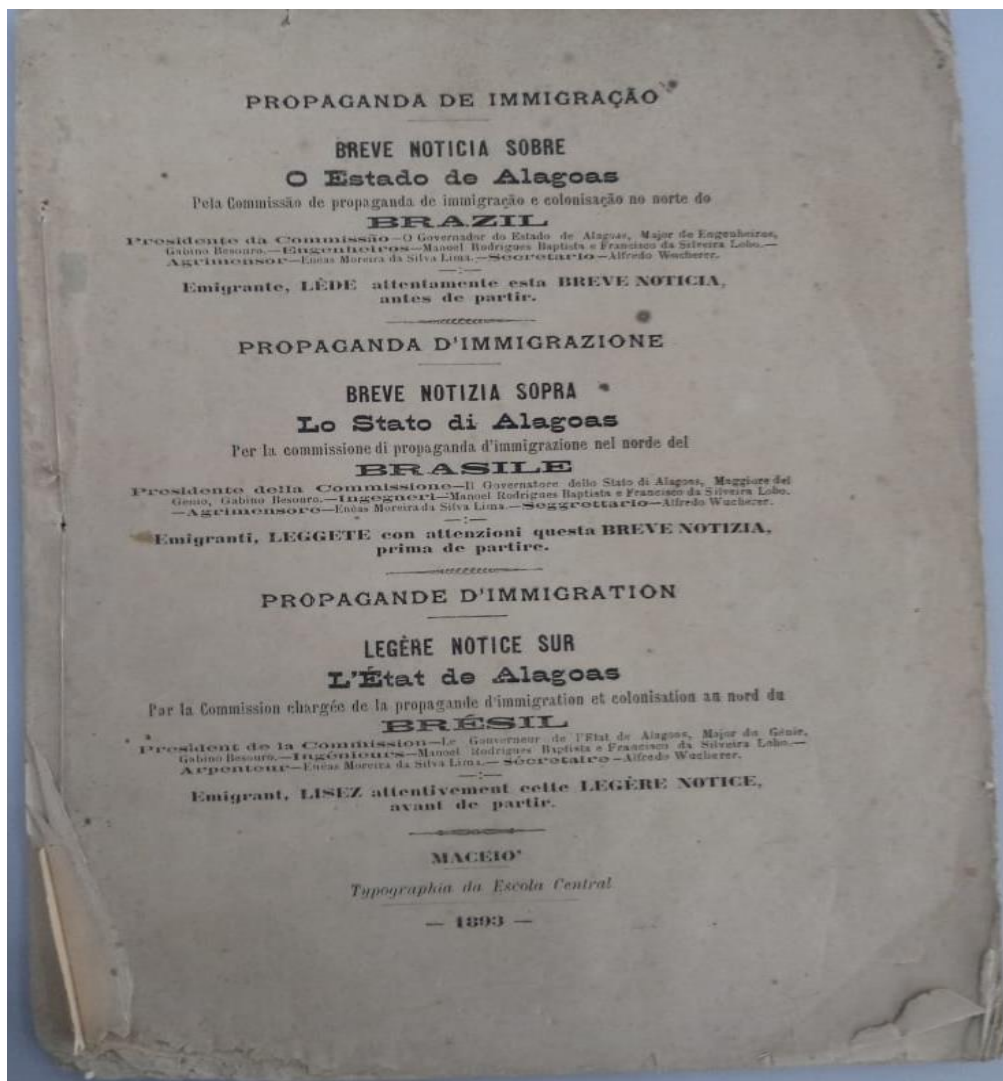 PROPAGANDA DE IMMIGRAÇÃO
BREVE NOTICIA SOBRE
O Estado de Alagoas
Pela Commissão de propaganda de immigração e colonisação no norte do
BRAZIL
Presidente da Commissão—O Governador do Estado de Alagoas, Major de Engenheiros,
Gabino Besouro.—Engenheiros—Manoel Rodrigues Baptista e Francisco da Silveira Lobo.—
Agrimensor—Enéas Moreira da Silva Lima.—Secretario—Alfredo Wucherer.
—:—
Emigrante, LÊDE attentamente esta BREVE NOTICIA,
antes de partir.
PROPAGANDA D'IMMIGRAZIONE
BREVE NOTIZIA SOPRA
Lo Stato di Alagoas
Per la commissione di propaganda d'immigrazione nel norde del
BRASILE
Presidente della Commissione—Il Governatore dello Stato di Alagoas, Maggiore del
Genio, Gabino Besouro.—Ingegneri—Manoel Rodrigues Baptista e Francisco da Silveira Lobo.
—Agrimensore—Enéas Moreira da Silva Lima.—Seggrettario—Alfredo Wucherer.
—:—
Emigranti, LEGGETE con attenzioni questa BREVE NOTIZIA,
prima de partire.
PROPAGANDE D'IMMIGRATION
LEGÈRE NOTICE SUR
L'État de Alagoas
Par la Commission chargée de la propagande d'immigration et colonisation au nord du
BRÉSIL
President de la Commission—Le Gouverneur de l'Etat de Alagoas, Major du Génie,
Gabino Besouro.—Ingénieurs—Manoel Rodrigues Baptista e Francisco da Silveira Lobo.—
Arpenteur—Enéas Moreira da Silva Lima.—Sécretaire—Alfredo Wucherer.
—:—
Emigrant, LISEZ attentivement cette LEGÈRE NOTICE,
avant de partir.
MACEIO'
Typographia da Escola Central
— 1893 —